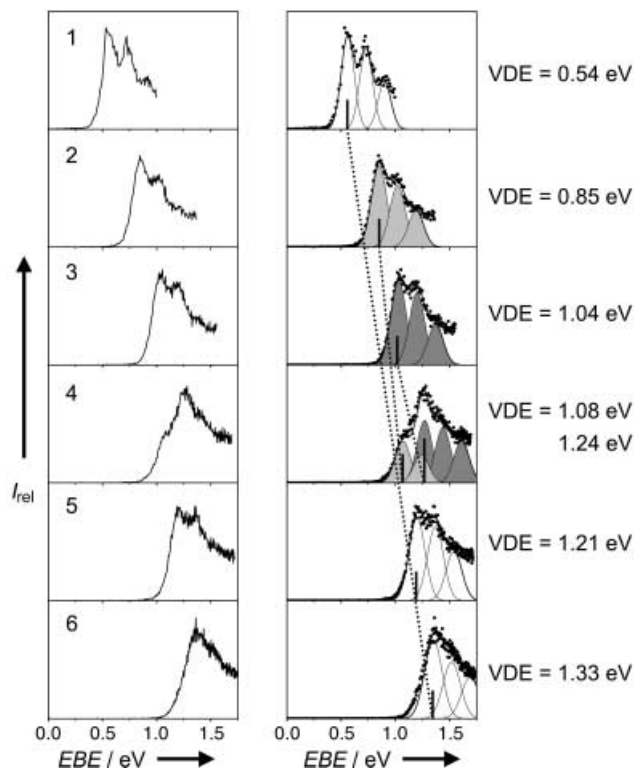 1
VDE = 0.54 eV
2
VDE = 0.85 eV
3
VDE = 1.04 eV
4
VDE = 1.08 eV
1.24 eV
5
VDE = 1.21 eV
6
VDE = 1.33 eV
I rel
0.0 0.5 1.0 1.5
0.0 0.5 1.0 1.5
EBE / eV
EBE / eV